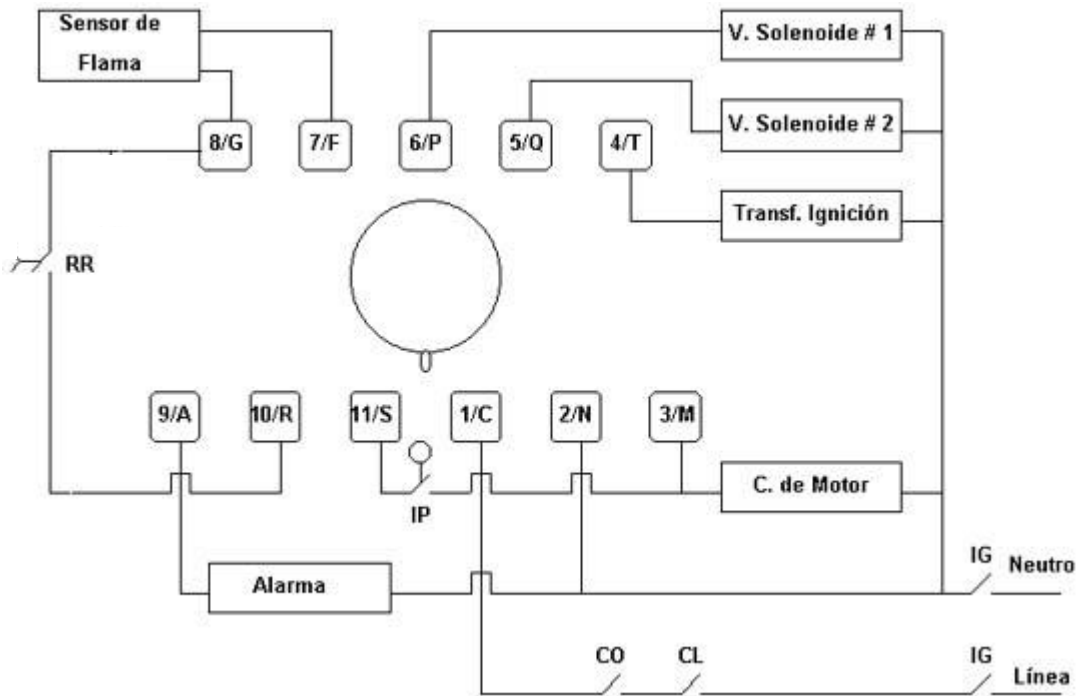 Sensor de
Flama
V. Solenoide # 1
V. Solenoide # 2
8/G
7/F
6/P
5/Q
4/T
Transf. Ignición
RR
9/A
10/R
11/S
1/C
2/N
3/M
C. de Motor
IP
Alarma
IG
Neutro
CO
CL
IG
Línea